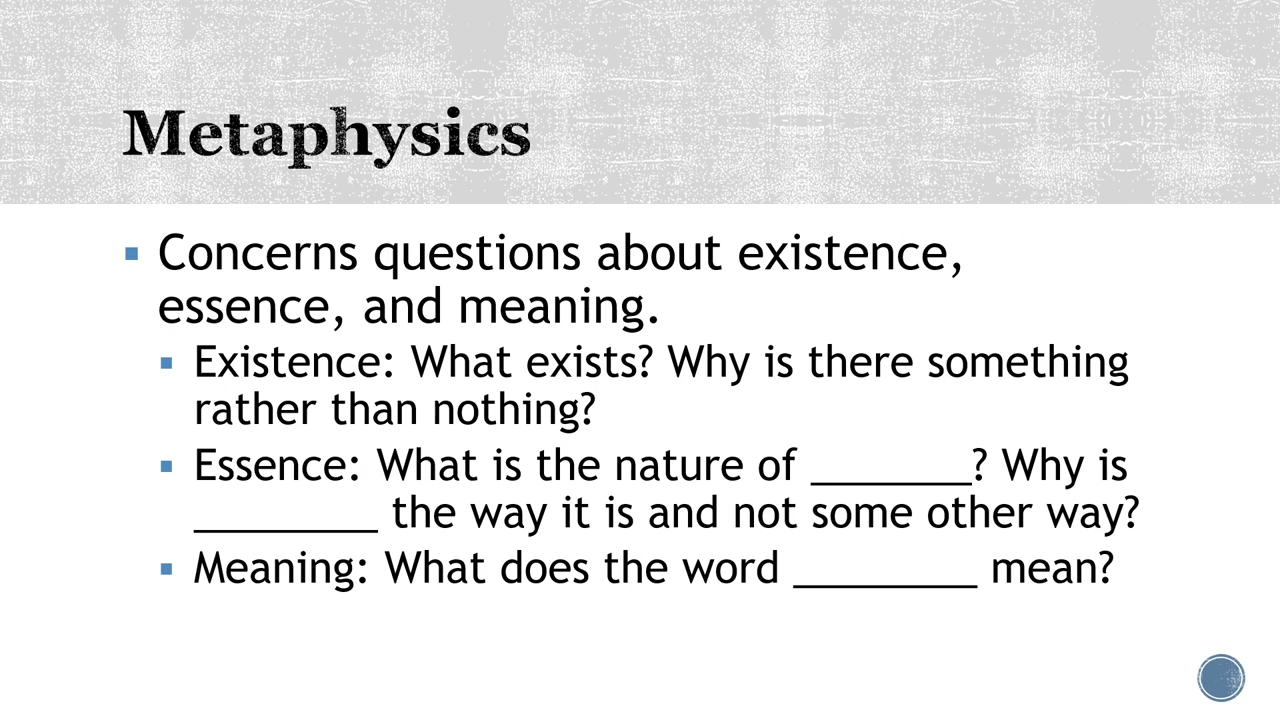 Metaphysics
Concerns questions about existence,
essence, and meaning.
Existence: What exists? Why is there something
rather than nothing?
Essence: What is the nature of _______? Why is
________ the way it is and not some other way?
Meaning: What does the word ________ mean?